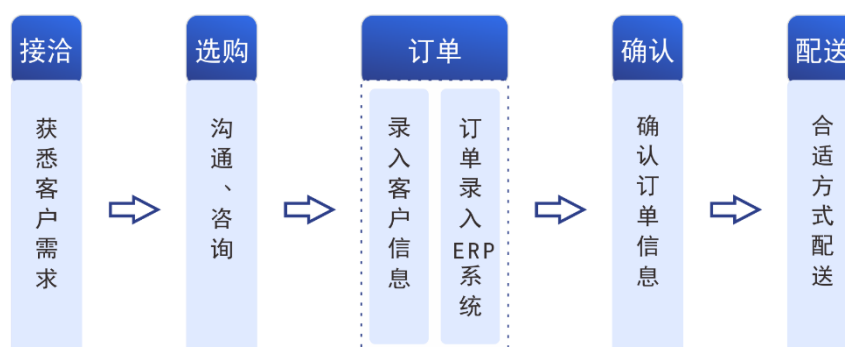 接洽
获悉客户需求
选购
沟通、咨询
订单
录入客户信息
订单录入ERP系统
确认
确认订单信息
配送
合适方式配送